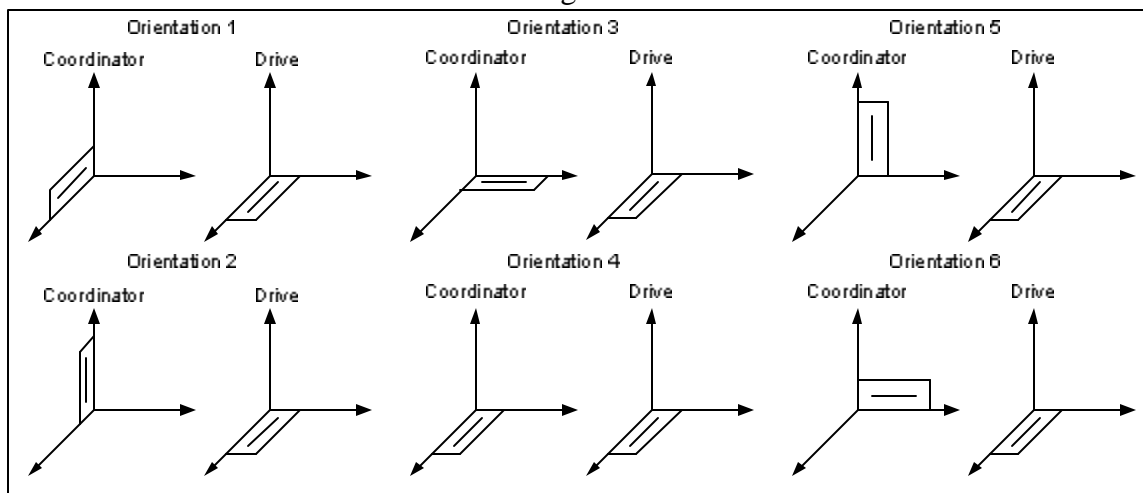 Orientation 1
Orientation 3
Orientation 5
Coordinator
Drive
Coordinator
Drive
Coordinator
Drive
Orientation 2
Orientation 4
Orientation 6
Coordinator
Drive
Coordinator
Drive
Coordinator
Drive